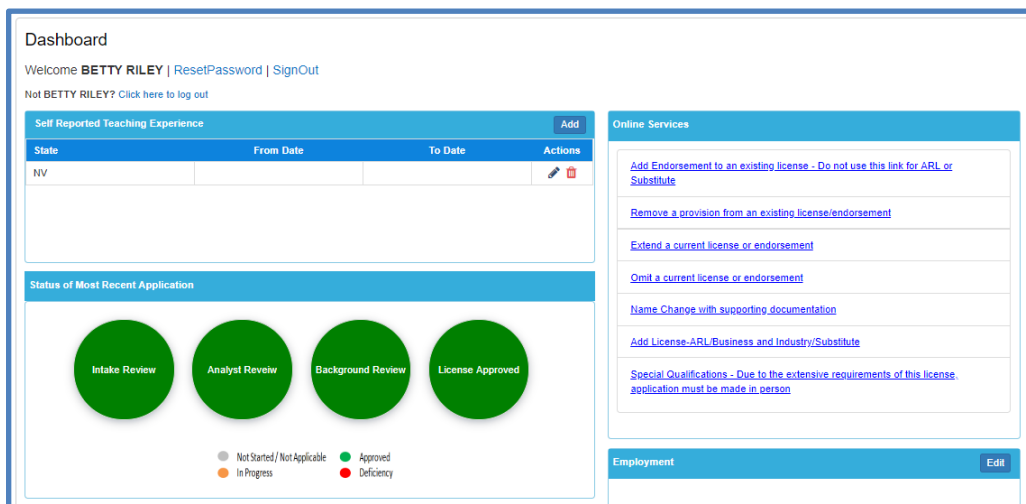 Dashboard
Welcome BETTY RILEY | ResetPassword | SignOut
Not BETTY RILEY? Click here to log out
Self Reported Teaching Experience Add
State From Date To Date Actions
NV
Status of Most Recent Application
Intake Review Analyst Reveiw Background Review License Approved
Not Started / Not Applicable Approved
In Progress Deficiency
Online Services
Add Endorsement to an existing license - Do not use this link for ARL or
Substitute
Remove a provision from an existing license/endorsement
Extend a current license or endorsement
Omit a current license or endorsement
Name Change with supporting documentation
Add License-ARL/Business and Industry/Substitute
Special Qualifications - Due to the extensive requirements of this license,
application must be made in person
Employment Edit